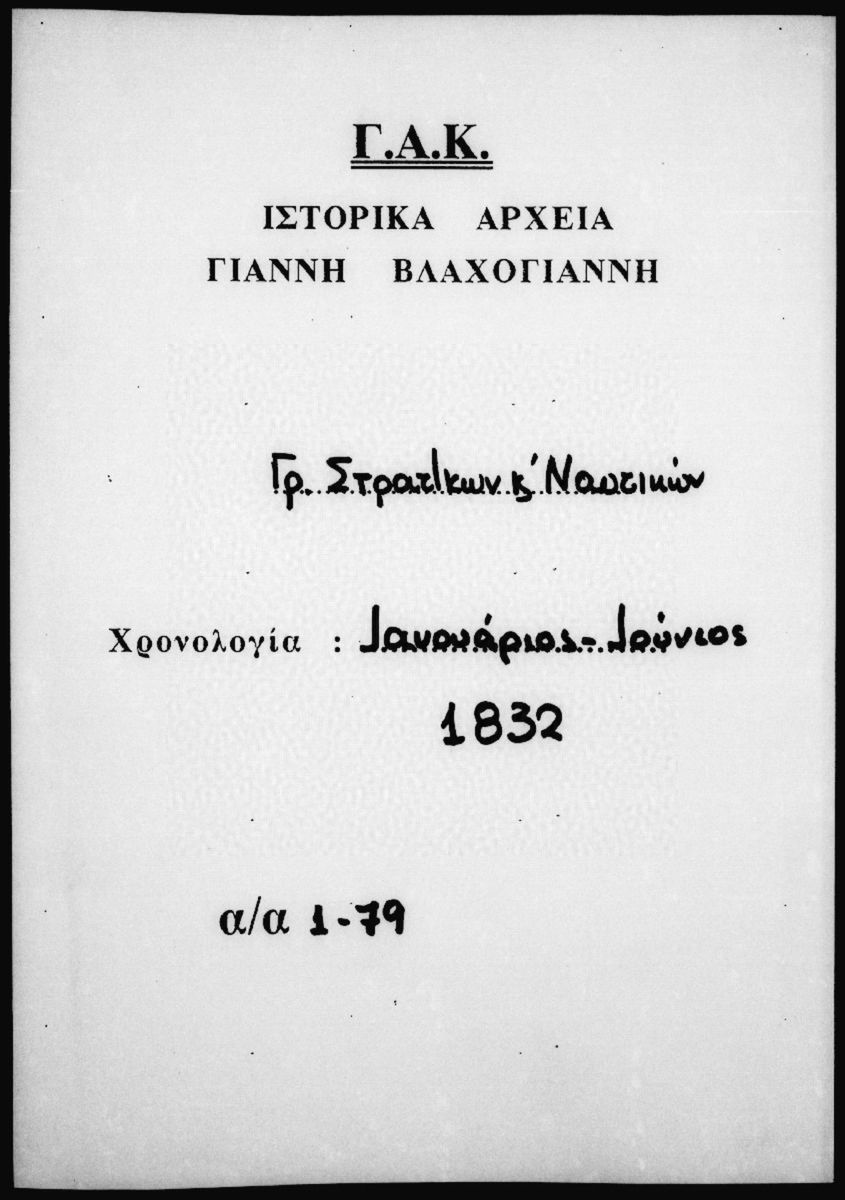 Γ.Α.Κ.
ΙΣΤΟΡΙΚΑ ΑΡΧΕΙΑ
ΓΙΑΝΝΗ ΒΛΑΧΟΓΙΑΝΝΗ
Γρ. Στρατικων κ' Ναυτικών
Χρονολογία : Ιανουάριος - Ιούνιος
1832
α/α 1-79